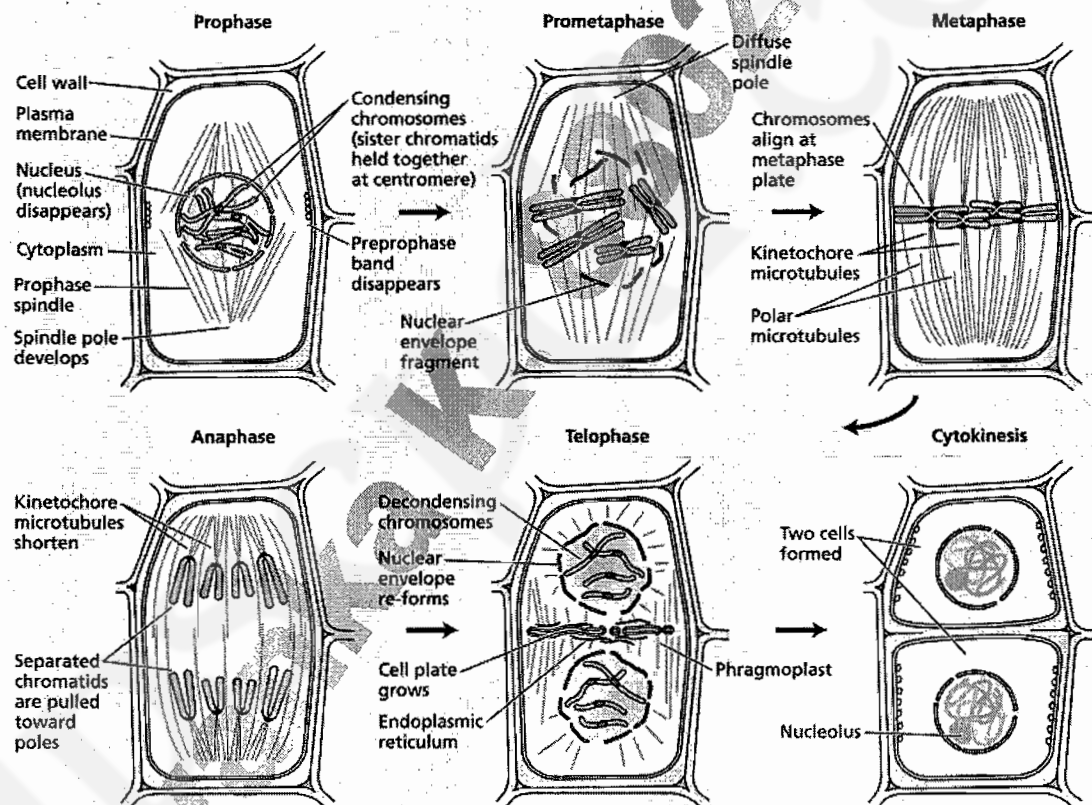 Prophase
Cell wall
Plasma
membrane
Nucleus
(nucleolus
disappears)
Cytoplasm
Prophase
spindle
Spindle pole
develops
Condensing
chromosomes
(sister chromatids
held together
at centromere)
Preprophase
band
disappears
Prometaphase
Diffuse
spindle
pole
Nuclear
envelope
fragment
Metaphase
Chromosomes
align at
metaphase
plate
Kinetochore
microtubules
Polar
microtubules
Anaphase
Kinetochore
microtubules
shorten
Separated
chromatids
are pulled
toward
poles
Telophase
Decondensing
chromosomes
Nuclear
envelope
re-forms
Cell plate
grows
Endoplasmic
reticulum
Phragmoplast
Cytokinesis
Two cells
formed
Nucleolus